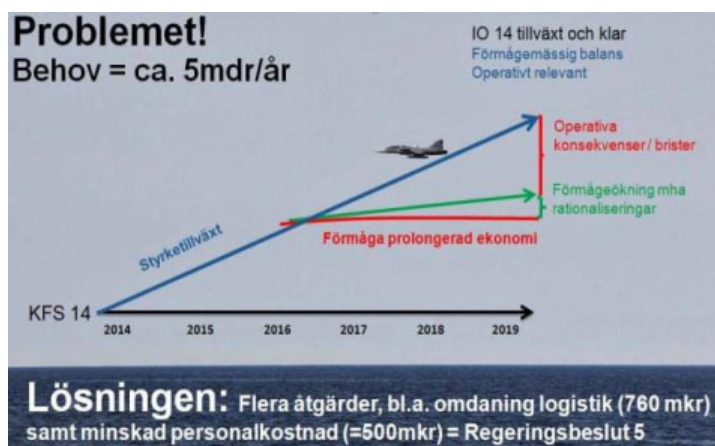 Problemet!
Behov = ca. 5mdr/år
IO 14 tillväxt och klar
Förmågemässig balans
Operativt relevant
Operativa
konsekvenser/ brister
Förmågeökning mha
rationaliseringar
Förmåga prolongerad ekonomi
Styrketillväxt
KFS 14
2014 2015 2016 2017 2018 2019
Lösningen: Flera åtgärder, bl.a. omdaning logistik (760 mkr)
samt minskad personalkostnad (=500mkr) = Regeringsbeslut 5